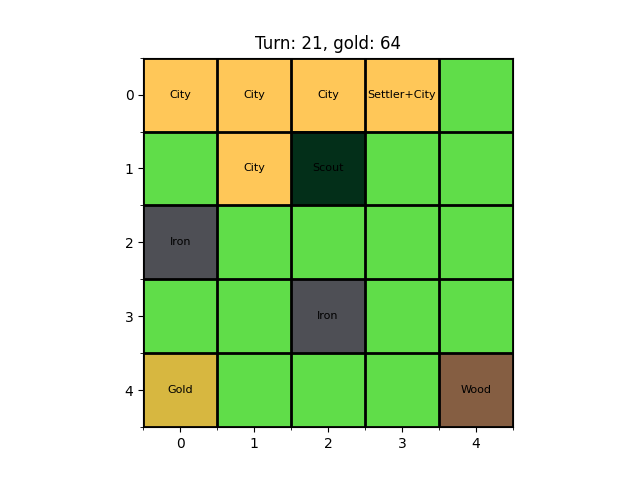 Turn: 21, gold: 64
0 City City City Settler+City
1 City Scout
2 Iron
3 Iron
4 Gold Wood
0 1 2 3 4